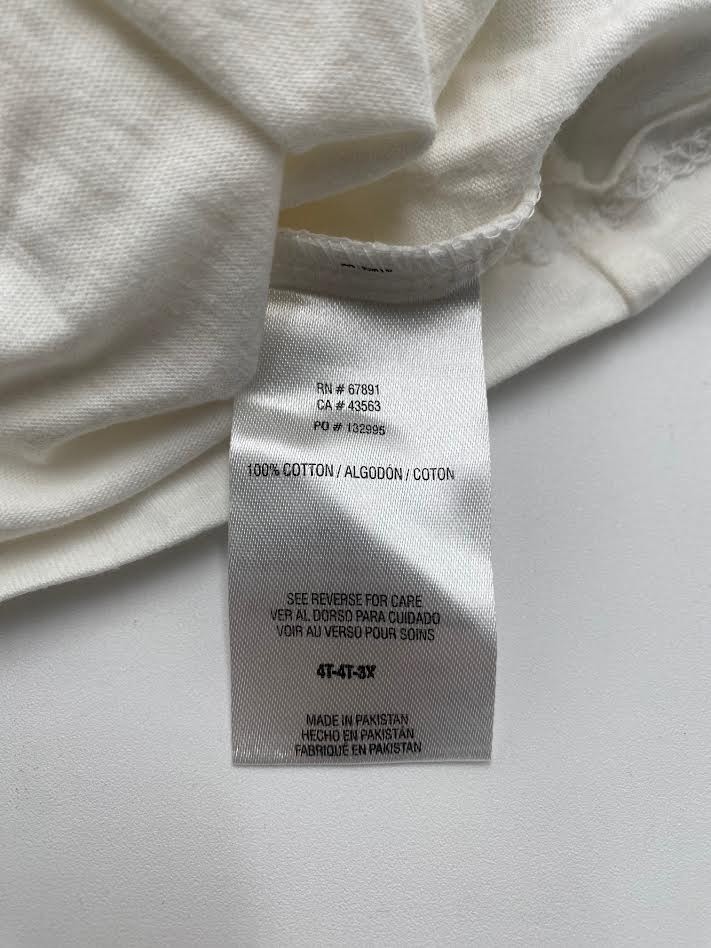 RN # 67891
CA # 43563
PO # 132995
100% COTTON / ALGODÓN / COTON
SEE REVERSE FOR CARE
VER AL DORSO PARA CUIDADO
VOIR AU VERSO POUR SOINS
4T-4T-3X
MADE IN PAKISTAN
HECHO EN PAKISTÁN
FABRIQUÉ EN PAKISTAN